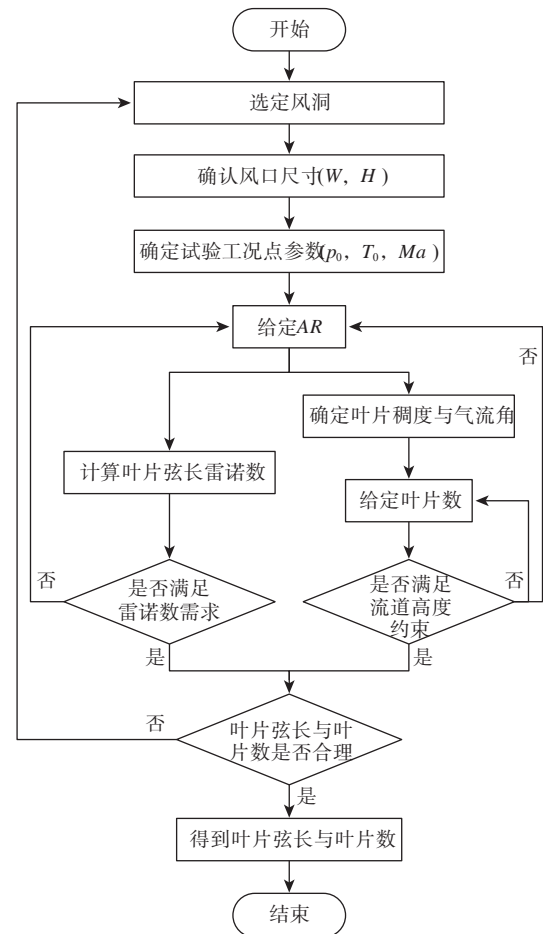 开始
选定风洞
确认风口尺寸(W, H)
确定试验工况点参数(p₀, T₀, Ma)
给定AR
否
确定叶片稠度与气流角
计算叶片弦长雷诺数
给定叶片数
否
是否满足
雷诺数需求
是否满足
流道高度
约束
否
是
是
否
叶片弦长与叶
片数是否合理
是
得到叶片弦长与叶片数
结束